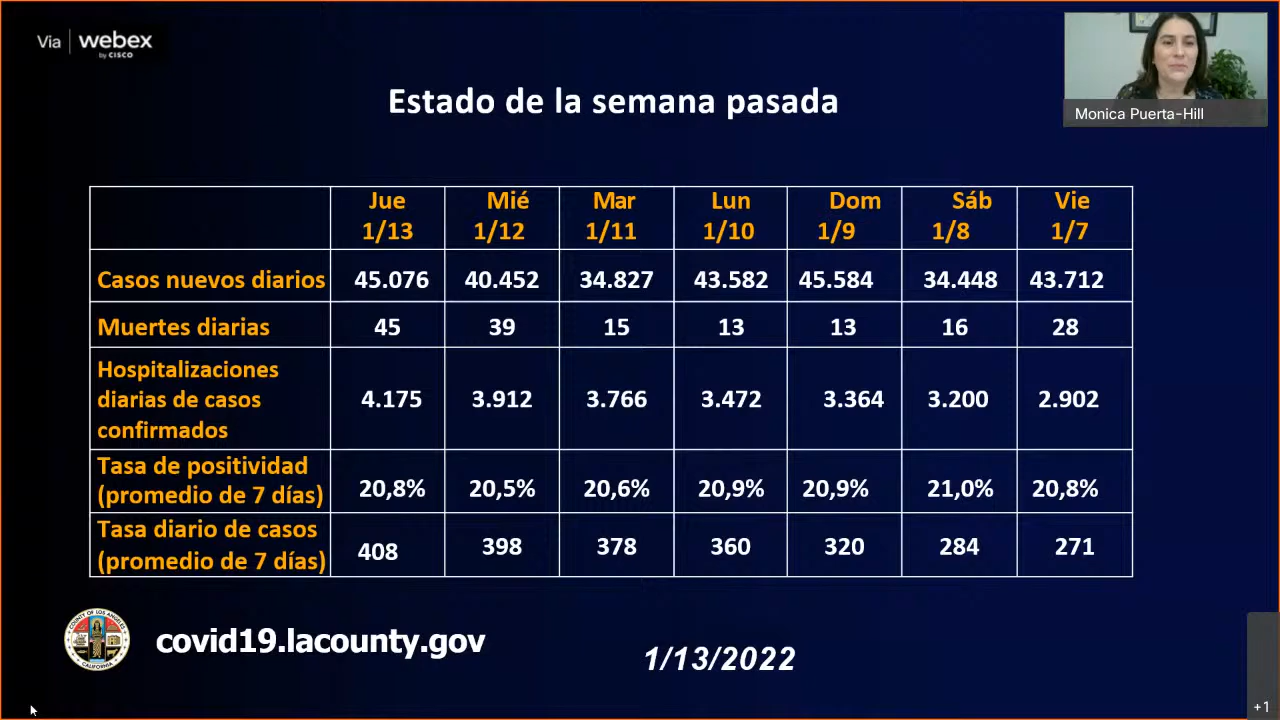 Via webex
by CISCO
Monica Puerta-Hill
Estado de la semana pasada
Jue Mié Mar Lun Dom Sáb Vie
1/13 1/12 1/11 1/10 1/9 1/8 1/7
Casos nuevos diarios 45.076 40.452 34.827 43.582 45.584 34.448 43.712
Muertes diarias 45 39 15 13 13 16 28
Hospitalizaciones
diarias de casos 4.175 3.912 3.766 3.472 3.364 3.200 2.902
confirmados
Tasa de positividad
(promedio de 7 días) 20,8% 20,5% 20,6% 20,9% 20,9% 21,0% 20,8%
Tasa diario de casos
(promedio de 7 días) 408 398 378 360 320 284 271
COUNTY OF LOS ANGELES
CALIFORNIA
covid19.lacounty.gov
1/13/2022
+1